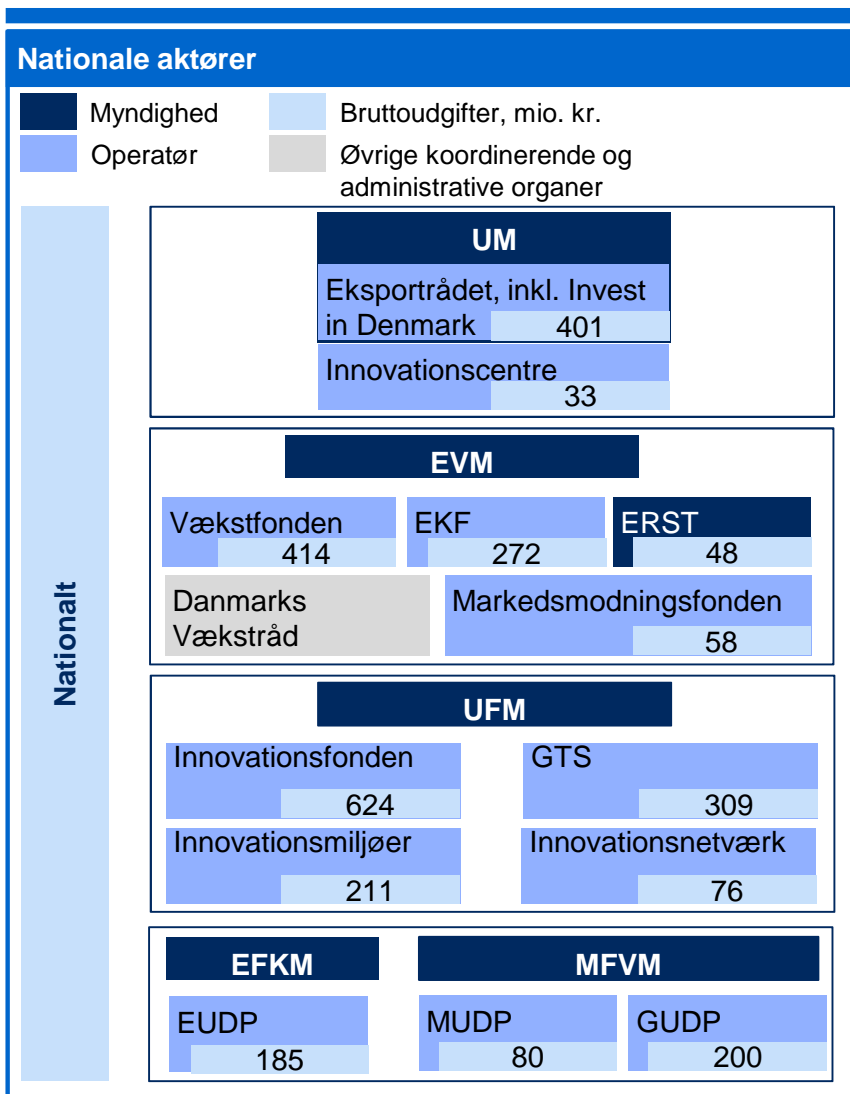 Nationale aktører
Myndighed
Bruttoudgifter, mio. kr.
Operatør
Øvrige koordinerende og
administrative organer
Nationalt
UM
Eksportrådet, inkl. Invest
in Denmark
401
Innovationscentre
33
EVM
Vækstfonden
414
EKF
272
ERST
48
Danmarks
Vækstråd
Markedsmodningsfonden
58
UFM
Innovationsfonden
624
GTS
309
Innovationsmiljøer
211
Innovationsnetværk
76
EFKM
EUDP
185
MFVM
MUDP
80
GUDP
200